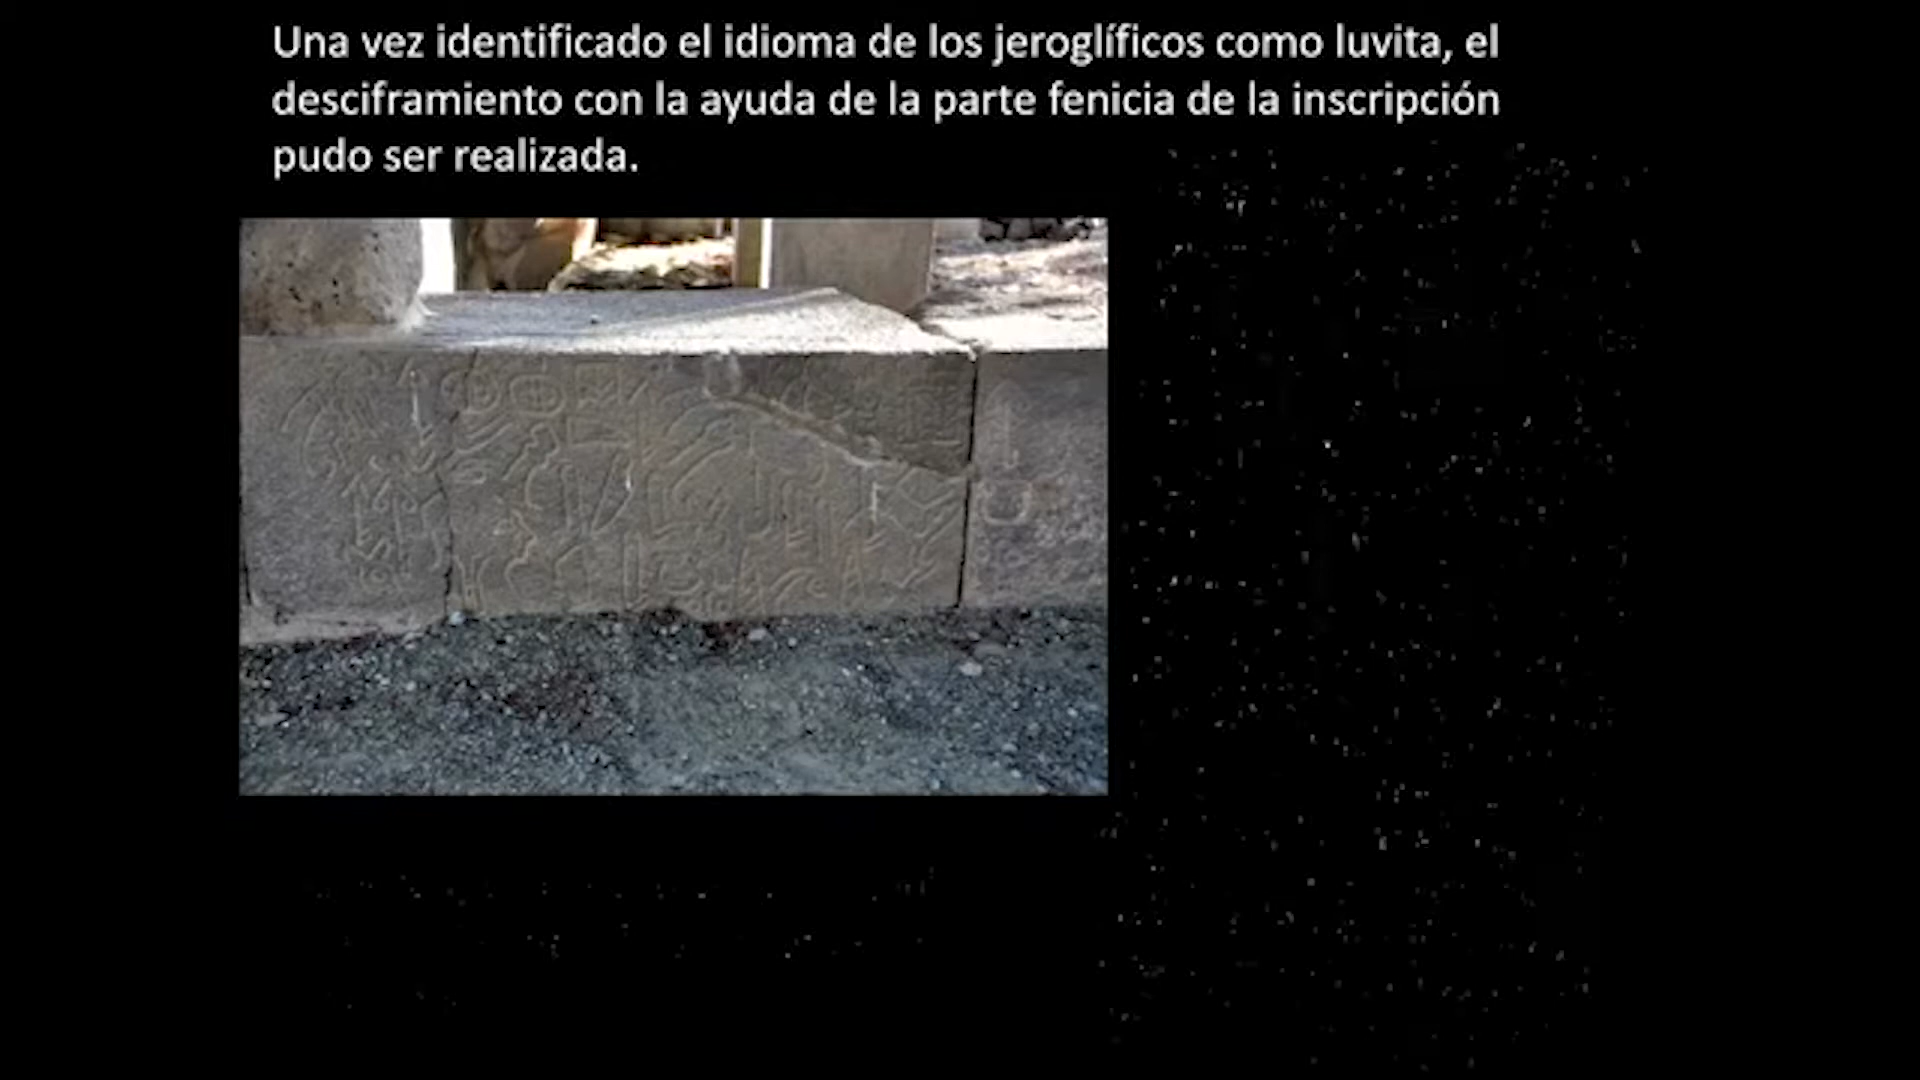 Una vez identificado el idioma de los jeroglíficos como luvita, el
desciframiento con la ayuda de la parte fenicia de la inscripción
pudo ser realizada.